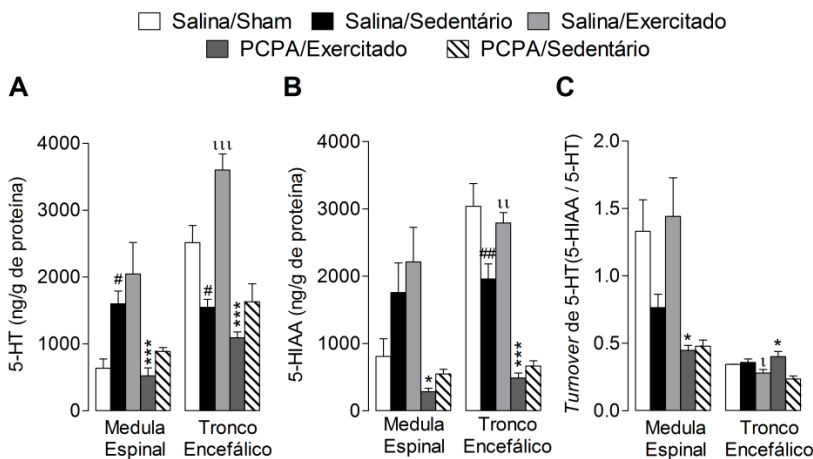 Salina/Sham Salina/Sedentário Salina/Exercitado
PCPA/Exercitado PCPA/Sedentário
A
5-HT (ng/g de proteína)
4000
3000
2000
1000
0
#
***
#
ɩɩɩ
***
Medula
Espinal
Tronco
Encefálico
B
5-HIAA (ng/g de proteína)
4000
3000
2000
1000
0
*
##
ɩɩ
***
Medula
Espinal
Tronco
Encefálico
C
Turnover de 5-HT(5-HIAA / 5-HT)
2.0
1.5
1.0
0.5
0.0
*
ɩ
*
Medula
Espinal
Tronco
Encefálico